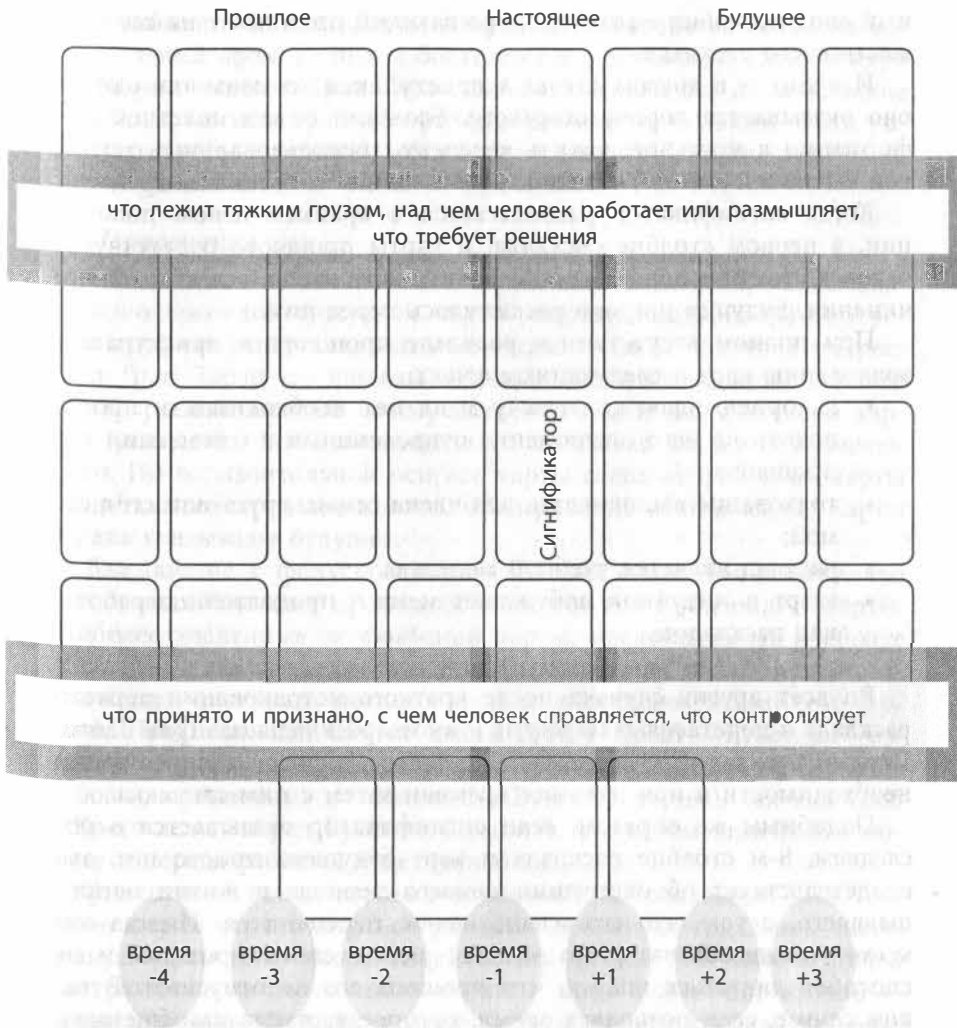 Прошлое Настоящее Будущее
что лежит тяжким грузом, над чем человек работает или размышляет,
что требует решения
Сигнификатор
что принято и признано, с чем человек справляется, что контролирует
время время время время время время время
-4 -3 -2 -1 +1 +2 +3